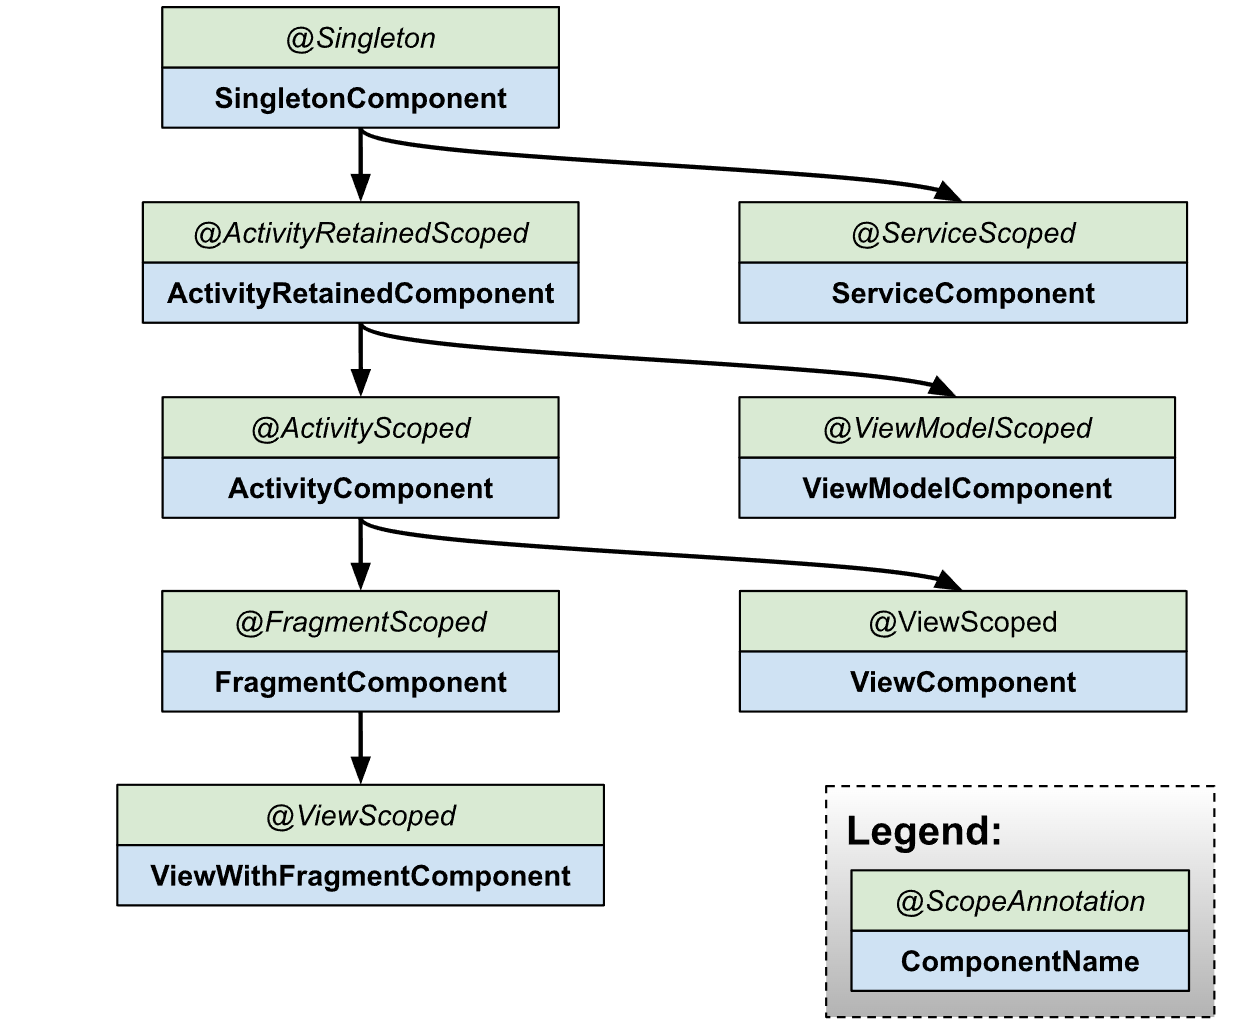 @Singleton
SingletonComponent
@ActivityRetainedScoped
ActivityRetainedComponent
@ServiceScoped
ServiceComponent
@ActivityScoped
ActivityComponent
@ViewModelScoped
ViewModelComponent
@FragmentScoped
FragmentComponent
@ViewScoped
ViewComponent
@ViewScoped
ViewWithFragmentComponent
Legend:
@ScopeAnnotation
ComponentName